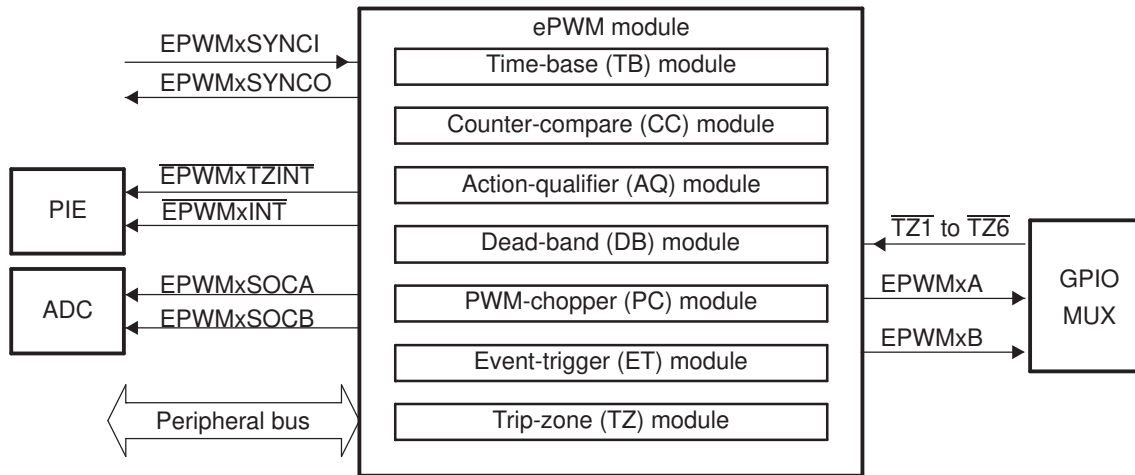 ePWM module
EPWMxSYNCI
Time-base (TB) module
EPWMxSYNCO
Counter-compare (CC) module
EPWMxTZINT
Action-qualifier (AQ) module
PIE
EPWMxINT
TZ1 to TZ6
Dead-band (DB) module
EPWMxSOCA
PWM-chopper (PC) module
EPWMxA
GPIO
MUX
ADC
EPWMxSOCB
EPWMxB
Event-trigger (ET) module
Peripheral bus
Trip-zone (TZ) module